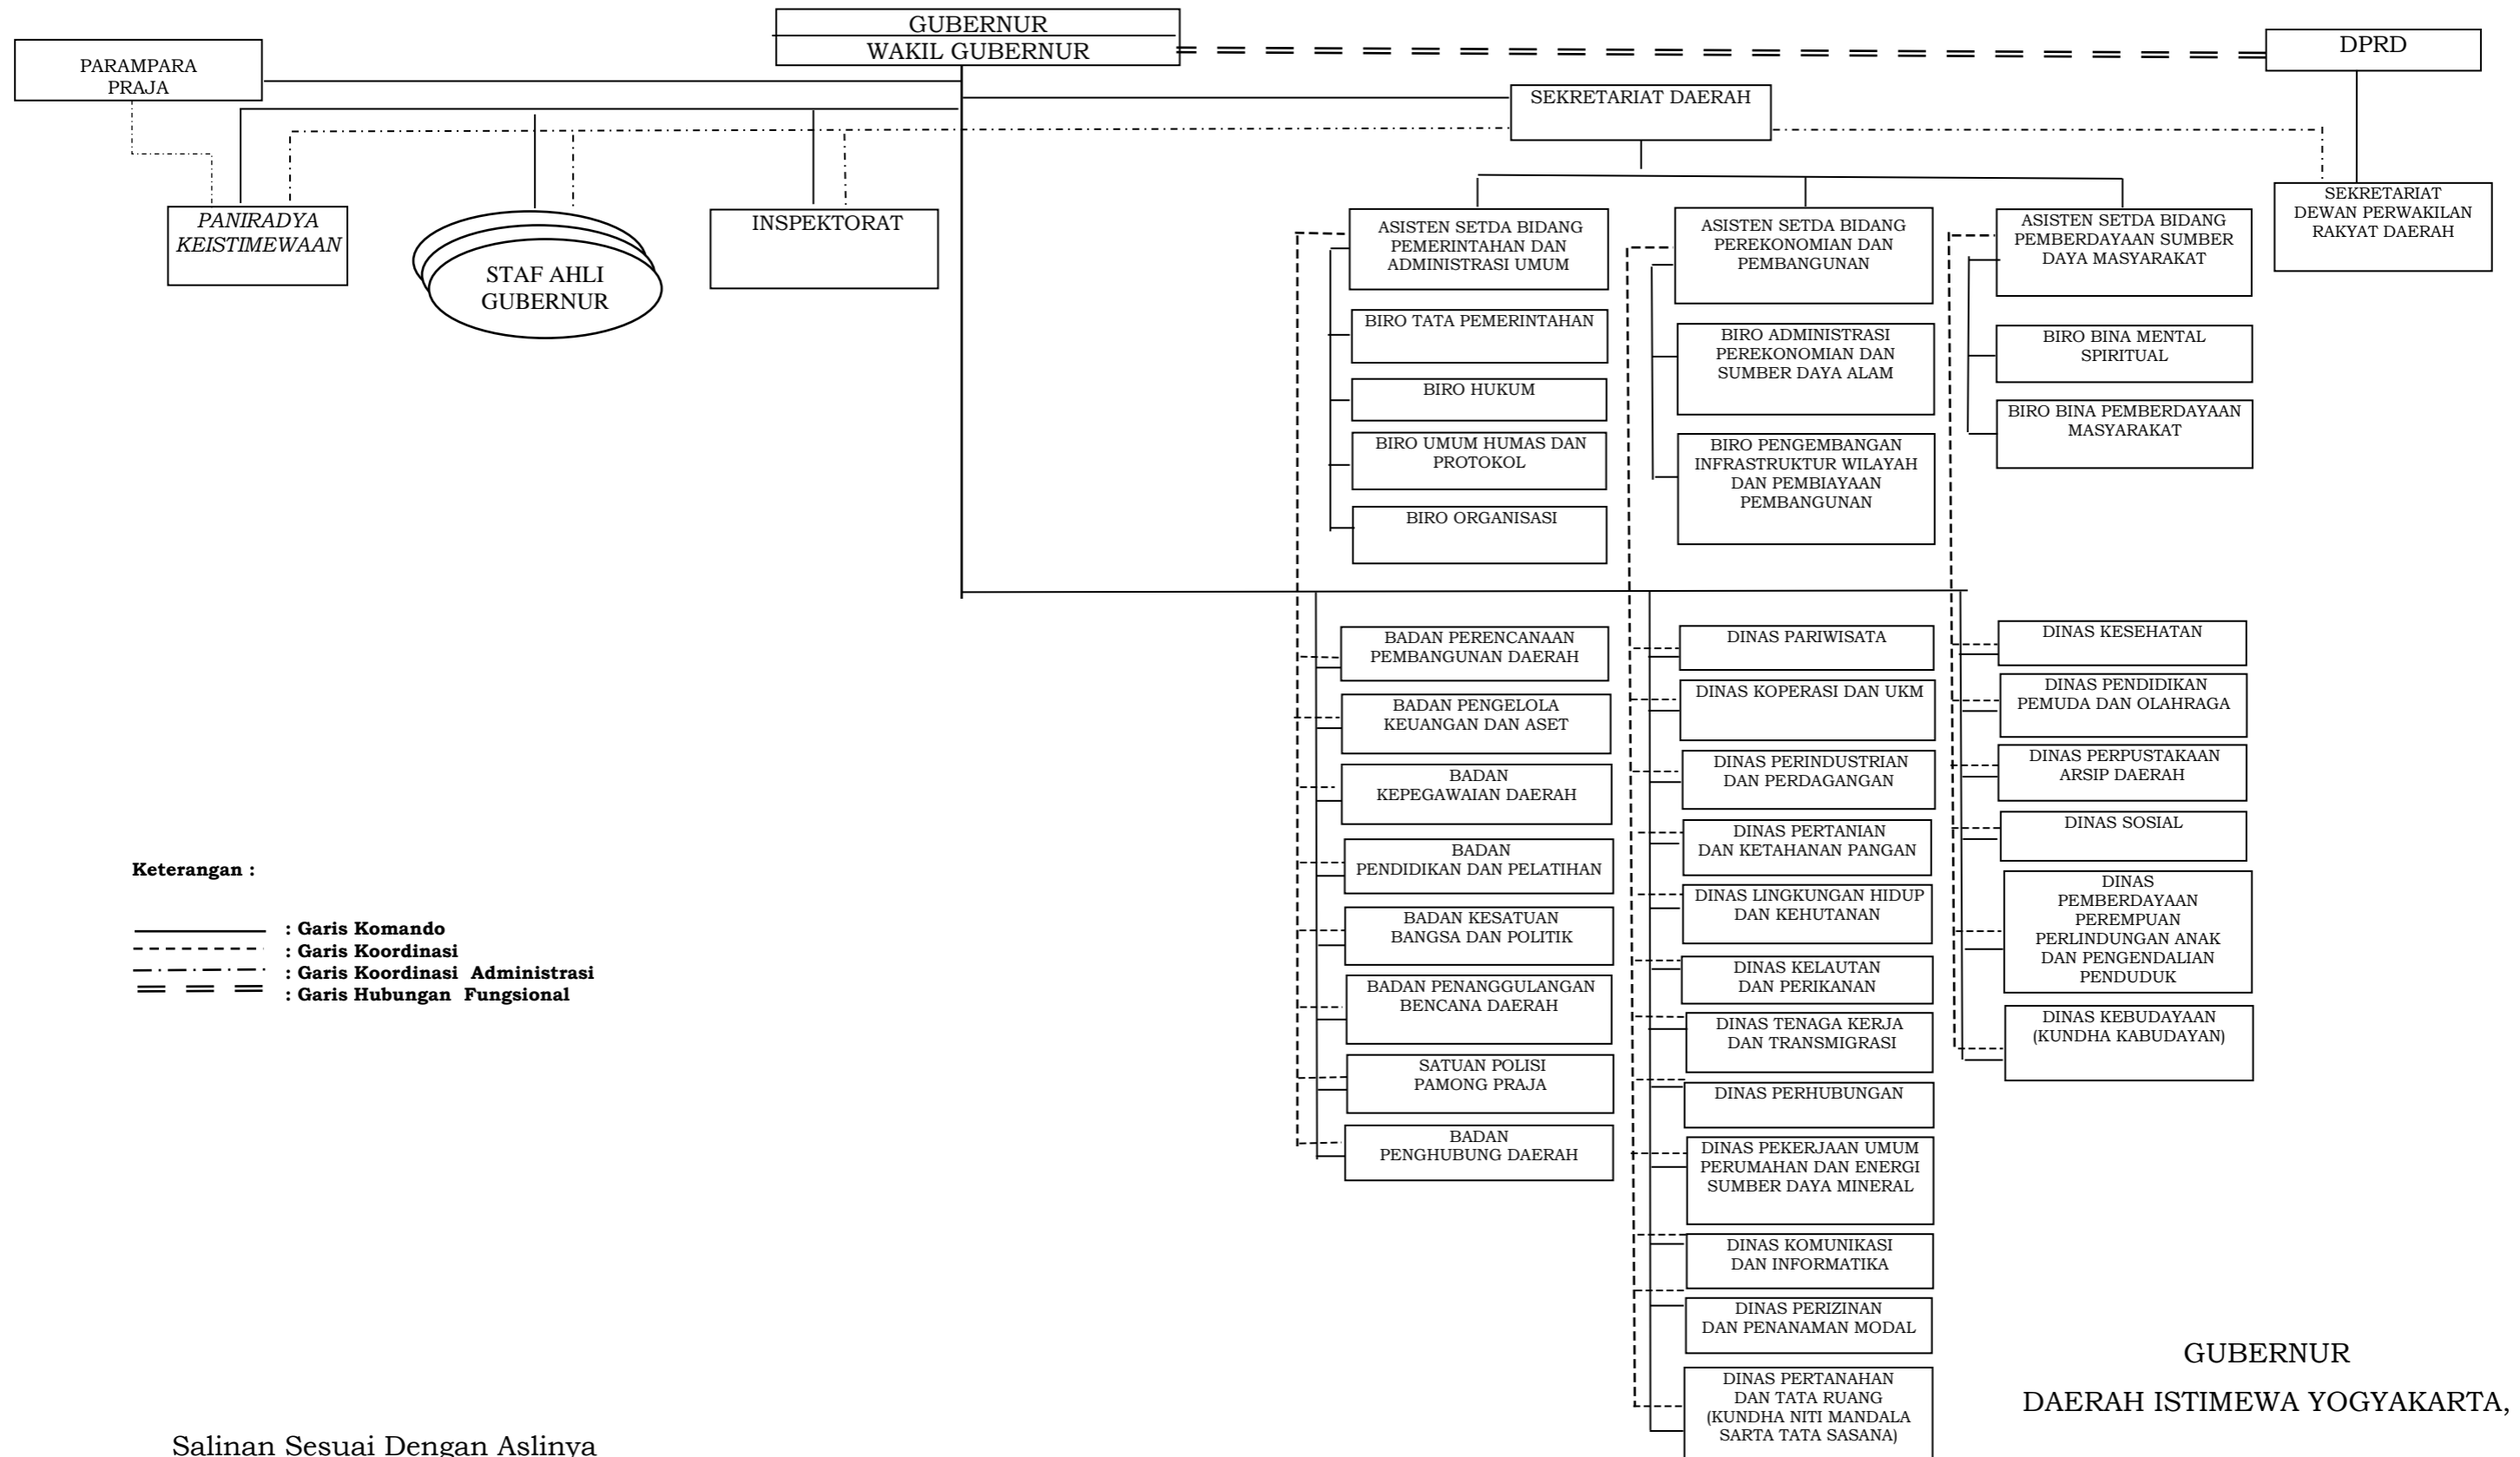 GUBERNUR
WAKIL GUBERNUR
DPRD
PARAMPARA
PRAJA
SEKRETARIAT DAERAH
PANIRADYA
KEISTIMEWAAN
STAF AHLI
GUBERNUR
INSPEKTORAT
SEKRETARIAT
DEWAN PERWAKILAN
RAKYAT DAERAH
ASISTEN SETDA BIDANG
PEMERINTAHAN DAN
ADMINISTRASI UMUM
BIRO TATA PEMERINTAHAN
BIRO HUKUM
BIRO UMUM HUMAS DAN
PROTOKOL
BIRO ORGANISASI
ASISTEN SETDA BIDANG
PEREKONOMIAN DAN
PEMBANGUNAN
BIRO ADMINISTRASI
PEREKONOMIAN DAN
SUMBER DAYA ALAM
BIRO PENGEMBANGAN
INFRASTRUKTUR WILAYAH
DAN PEMBIAYAAN
PEMBANGUNAN
ASISTEN SETDA BIDANG
PEMBERDAYAAN SUMBER
DAYA MASYARAKAT
BIRO BINA MENTAL
SPIRITUAL
BIRO BINA PEMBERDAYAAN
MASYARAKAT
BADAN PERENCANAAN
PEMBANGUNAN DAERAH
BADAN PENGELOLA
KEUANGAN DAN ASET
BADAN
KEPEGAWAIAN DAERAH
BADAN
PENDIDIKAN DAN PELATIHAN
BADAN KESATUAN
BANGSA DAN POLITIK
BADAN PENANGGULANGAN
BENCANA DAERAH
SATUAN POLISI
PAMONG PRAJA
BADAN
PENGHUBUNG DAERAH
DINAS PARIWISATA
DINAS KOPERASI DAN UKM
DINAS PERINDUSTRIAN
DAN PERDAGANGAN
DINAS PERTANIAN
DAN KETAHANAN PANGAN
DINAS LINGKUNGAN HIDUP
DAN KEHUTANAN
DINAS KELAUTAN
DAN PERIKANAN
DINAS TENAGA KERJA
DAN TRANSMIGRASI
DINAS PERHUBUNGAN
DINAS PEKERJAAN UMUM
PERUMAHAN DAN ENERGI
SUMBER DAYA MINERAL
DINAS KOMUNIKASI
DAN INFORMATIKA
DINAS PERIZINAN
DAN PENANAMAN MODAL
DINAS PERTANAHAN
DAN TATA RUANG
(KUNDHA NITI MANDALA
SARTA TATA SASANA)
DINAS KESEHATAN
DINAS PENDIDIKAN
PEMUDA DAN OLAHRAGA
DINAS PERPUSTAKAAN
ARSIP DAERAH
DINAS SOSIAL
DINAS
PEMBERDAYAAN
PEREMPUAN
PERLINDUNGAN ANAK
DAN PENGENDALIAN
PENDUDUK
DINAS KEBUDAYAAN
(KUNDHA KABUDAYAN)
Keterangan :
: Garis Komando
: Garis Koordinasi
: Garis Koordinasi Administrasi
: Garis Hubungan Fungsional
GUBERNUR
DAERAH ISTIMEWA YOGYAKARTA,
Salinan Sesuai Dengan Aslinya